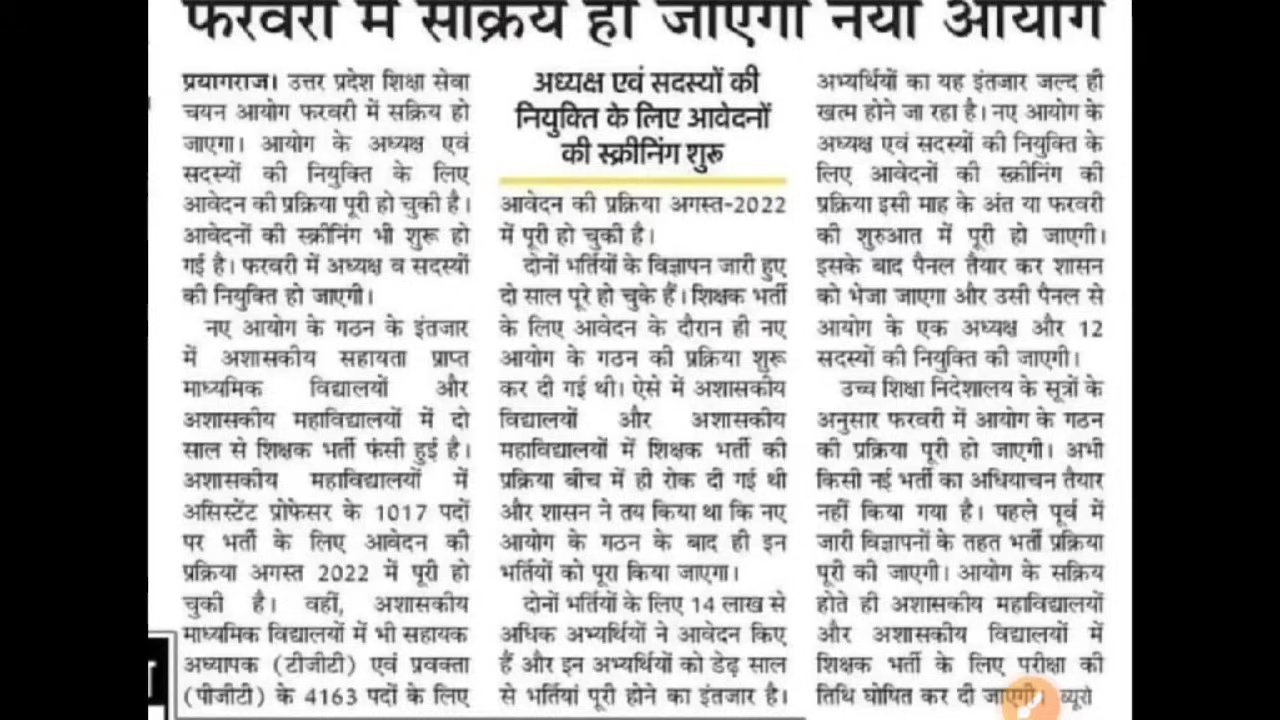 फरवरी में सक्रिय हो जाएगा नया आयोग
प्रयागराज। उत्तर प्रदेश शिक्षा सेवा
चयन आयोग फरवरी में सक्रिय हो
जाएगा। आयोग के अध्यक्ष एवं
सदस्यों की नियुक्ति के लिए
आवेदन की प्रक्रिया पूरी हो चुकी है।
आवेदनों की स्क्रीनिंग भी शुरू हो
गई है। फरवरी में अध्यक्ष व सदस्यों
की नियुक्ति हो जाएगी।
नए आयोग के गठन के इंतजार
में अशासकीय सहायता प्राप्त
माध्यमिक विद्यालयों और
अशासकीय महाविद्यालयों में दो
साल से शिक्षक भर्ती फंसी हुई है।
अशासकीय महाविद्यालयों में
असिस्टेंट प्रोफेसर के 1017 पदों
पर भर्ती के लिए आवेदन की
प्रक्रिया अगस्त 2022 में पूरी हो
चुकी है। वहीं, अशासकीय
माध्यमिक विद्यालयों में भी सहायक
अध्यापक (टीजीटी) एवं प्रवक्ता
(पीजीटी) के 4163 पदों के लिए
अध्यक्ष एवं सदस्यों की
नियुक्ति के लिए आवेदनों
की स्क्रीनिंग शुरू
आवेदन की प्रक्रिया अगस्त-2022
में पूरी हो चुकी है।
दोनों भर्तियों के विज्ञापन जारी हुए
दो साल पूरे हो चुके हैं। शिक्षक भर्ती
के लिए आवेदन के दौरान ही नए
आयोग के गठन की प्रक्रिया शुरू
कर दी गई थी। ऐसे में अशासकीय
विद्यालयों और अशासकीय
महाविद्यालयों में शिक्षक भर्ती की
प्रक्रिया बीच में ही रोक दी गई थी
और शासन ने तय किया था कि नए
आयोग के गठन के बाद ही इन
भर्तियों को पूरा किया जाएगा।
दोनों भर्तियों के लिए 14 लाख से
अधिक अभ्यर्थियों ने आवेदन किए
हैं और इन अभ्यर्थियों को डेढ़ साल
से भर्तियां पूरी होने का इंतजार है।
अभ्यर्थियों का यह इंतजार जल्द ही
खत्म होने जा रहा है। नए आयोग के
अध्यक्ष एवं सदस्यों की नियुक्ति के
लिए आवेदनों की स्क्रीनिंग की
प्रक्रिया इसी माह के अंत या फरवरी
की शुरुआत में पूरी हो जाएगी।
इसके बाद पैनल तैयार कर शासन
को भेजा जाएगा और उसी पैनल से
आयोग के एक अध्यक्ष और 12
सदस्यों की नियुक्ति की जाएगी।
उच्च शिक्षा निदेशालय के सूत्रों के
अनुसार फरवरी में आयोग के गठन
की प्रक्रिया पूरी हो जाएगी। अभी
किसी नई भर्ती का अधियाचन तैयार
नहीं किया गया है। पहले पूर्व में
जारी विज्ञापनों के तहत भर्ती प्रक्रिया
पूरी की जाएगी। आयोग के सक्रिय
होते ही अशासकीय महाविद्यालयों
और अशासकीय विद्यालयों में
शिक्षक भर्ती के लिए परीक्षा की
तिथि घोषित कर दी जाएगी। ब्यूरो